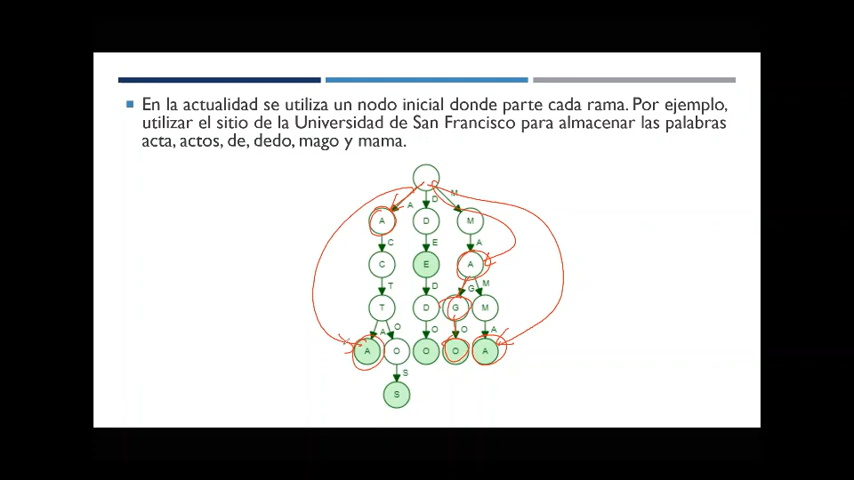 En la actualidad se utiliza un nodo inicial donde parte cada rama. Por ejemplo,
utilizar el sitio de la Universidad de San Francisco para almacenar las palabras
acta, actos, de, dedo, mago y mama.
A D M
A D M
C E A
C E A
T D G M
T D G M
A O O O A
A O O O A
S
S